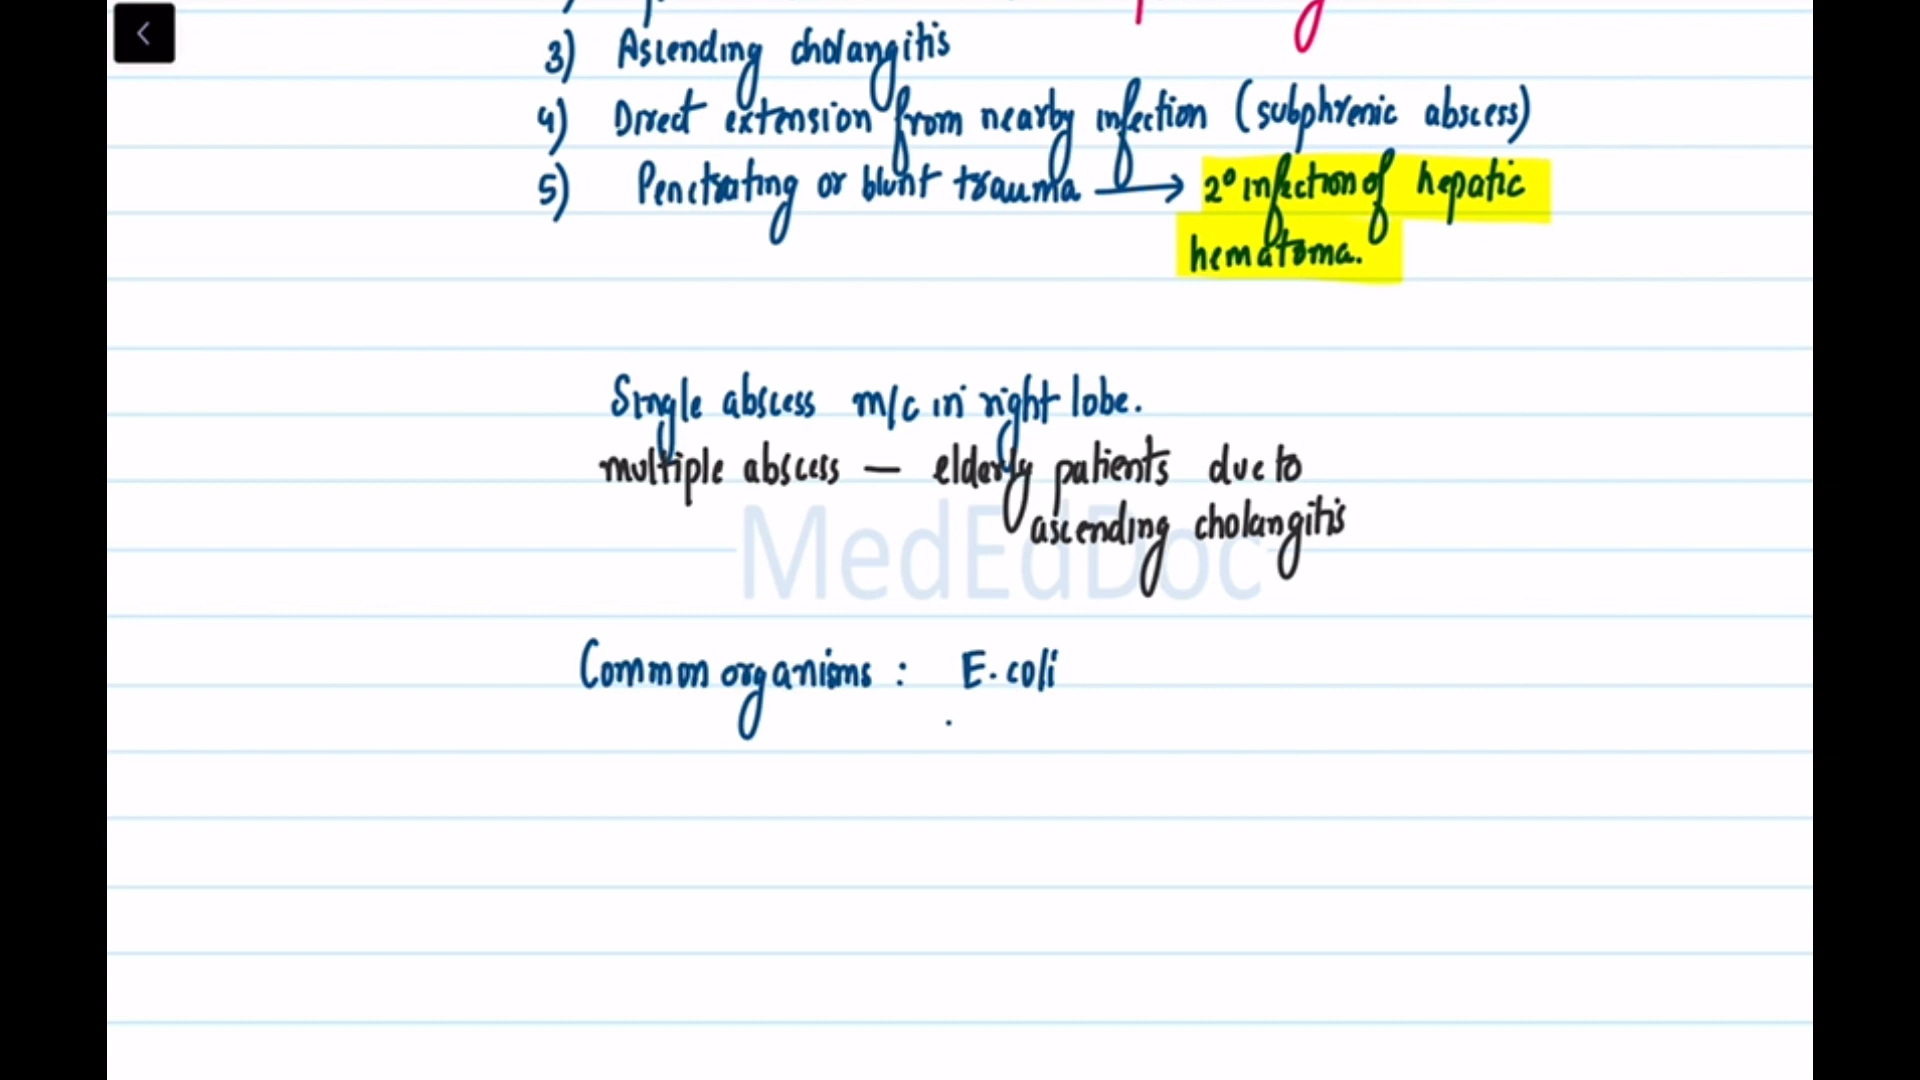 3) Ascending cholangitis
4) Direct extension from nearby infection (subphrenic abscess)
5) Penetrating or blunt trauma → 2° infection of hepatic
hematoma.
Single abscess m/c in right lobe.
multiple abscess — elderly patients due to
ascending cholangitis
MedEdDoc
Common organisms : E. coli